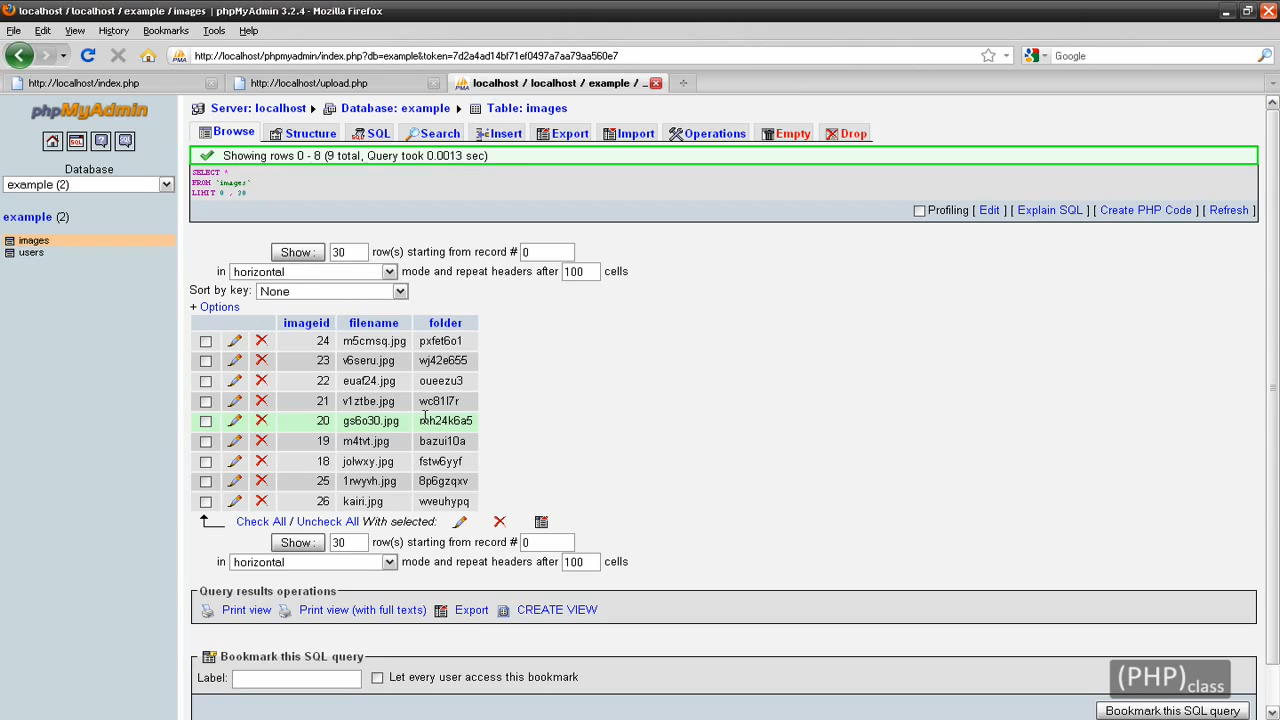 localhost / localhost / example / images | phpMyAdmin 3.2.4 - Mozilla Firefox
File Edit View History Bookmarks Tools Help
http://localhost/phpmyadmin/index.php?db=example&token=7d2a4ad14bf71ef0497a7aa79aa560e7
Google
http://localhost/index.php
http://localhost/upload.php
localhost / localhost / example / ...
phpMyAdmin
Server: localhost Database: example Table: images
Browse Structure SQL Search Insert Export Import Operations Empty Drop
Database
example (2)
example (2)
images
users
Showing rows 0 - 8 (9 total, Query took 0.0013 sec)
SELECT *
FROM `images`
LIMIT 0 , 30
Profiling [ Edit ] [ Explain SQL ] [ Create PHP Code ] [ Refresh ]
Show : 30 row(s) starting from record # 0
in horizontal mode and repeat headers after 100 cells
Sort by key: None
+ Options
imageid filename folder
24 m5cmsq.jpg pxfet6o1
23 v6seru.jpg wj42e655
22 euaf24.jpg oueezu3
21 v1ztbe.jpg wc81l7r
20 gs6o30.jpg mh24k6a5
19 m4tvt.jpg bazui10a
18 jolwxy.jpg fstw6yyf
25 1rwyvh.jpg 8p6gzqxv
26 kairi.jpg wveuhypq
Check All / Uncheck All With selected:
Show : 30 row(s) starting from record # 0
in horizontal mode and repeat headers after 100 cells
Query results operations
Print view Print view (with full texts) Export CREATE VIEW
Bookmark this SQL query
Label: Let every user access this bookmark
Bookmark this SQL query
(PHP)class